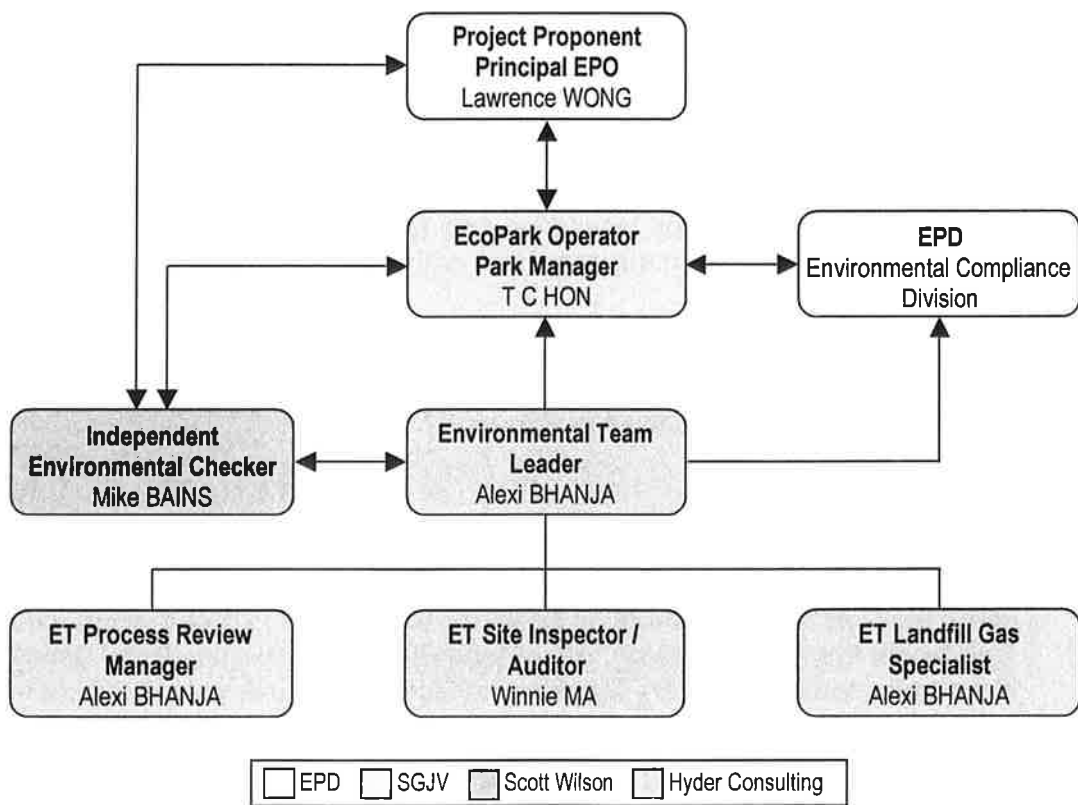 Project Proponent
Principal EPO
Lawrence WONG
EcoPark Operator
Park Manager
T C HON
EPD
Environmental Compliance
Division
Independent
Environmental Checker
Mike BAINS
Environmental Team
Leader
Alexi BHANJA
ET Process Review
Manager
Alexi BHANJA
ET Site Inspector /
Auditor
Winnie MA
ET Landfill Gas
Specialist
Alexi BHANJA
EPD SGJV Scott Wilson Hyder Consulting